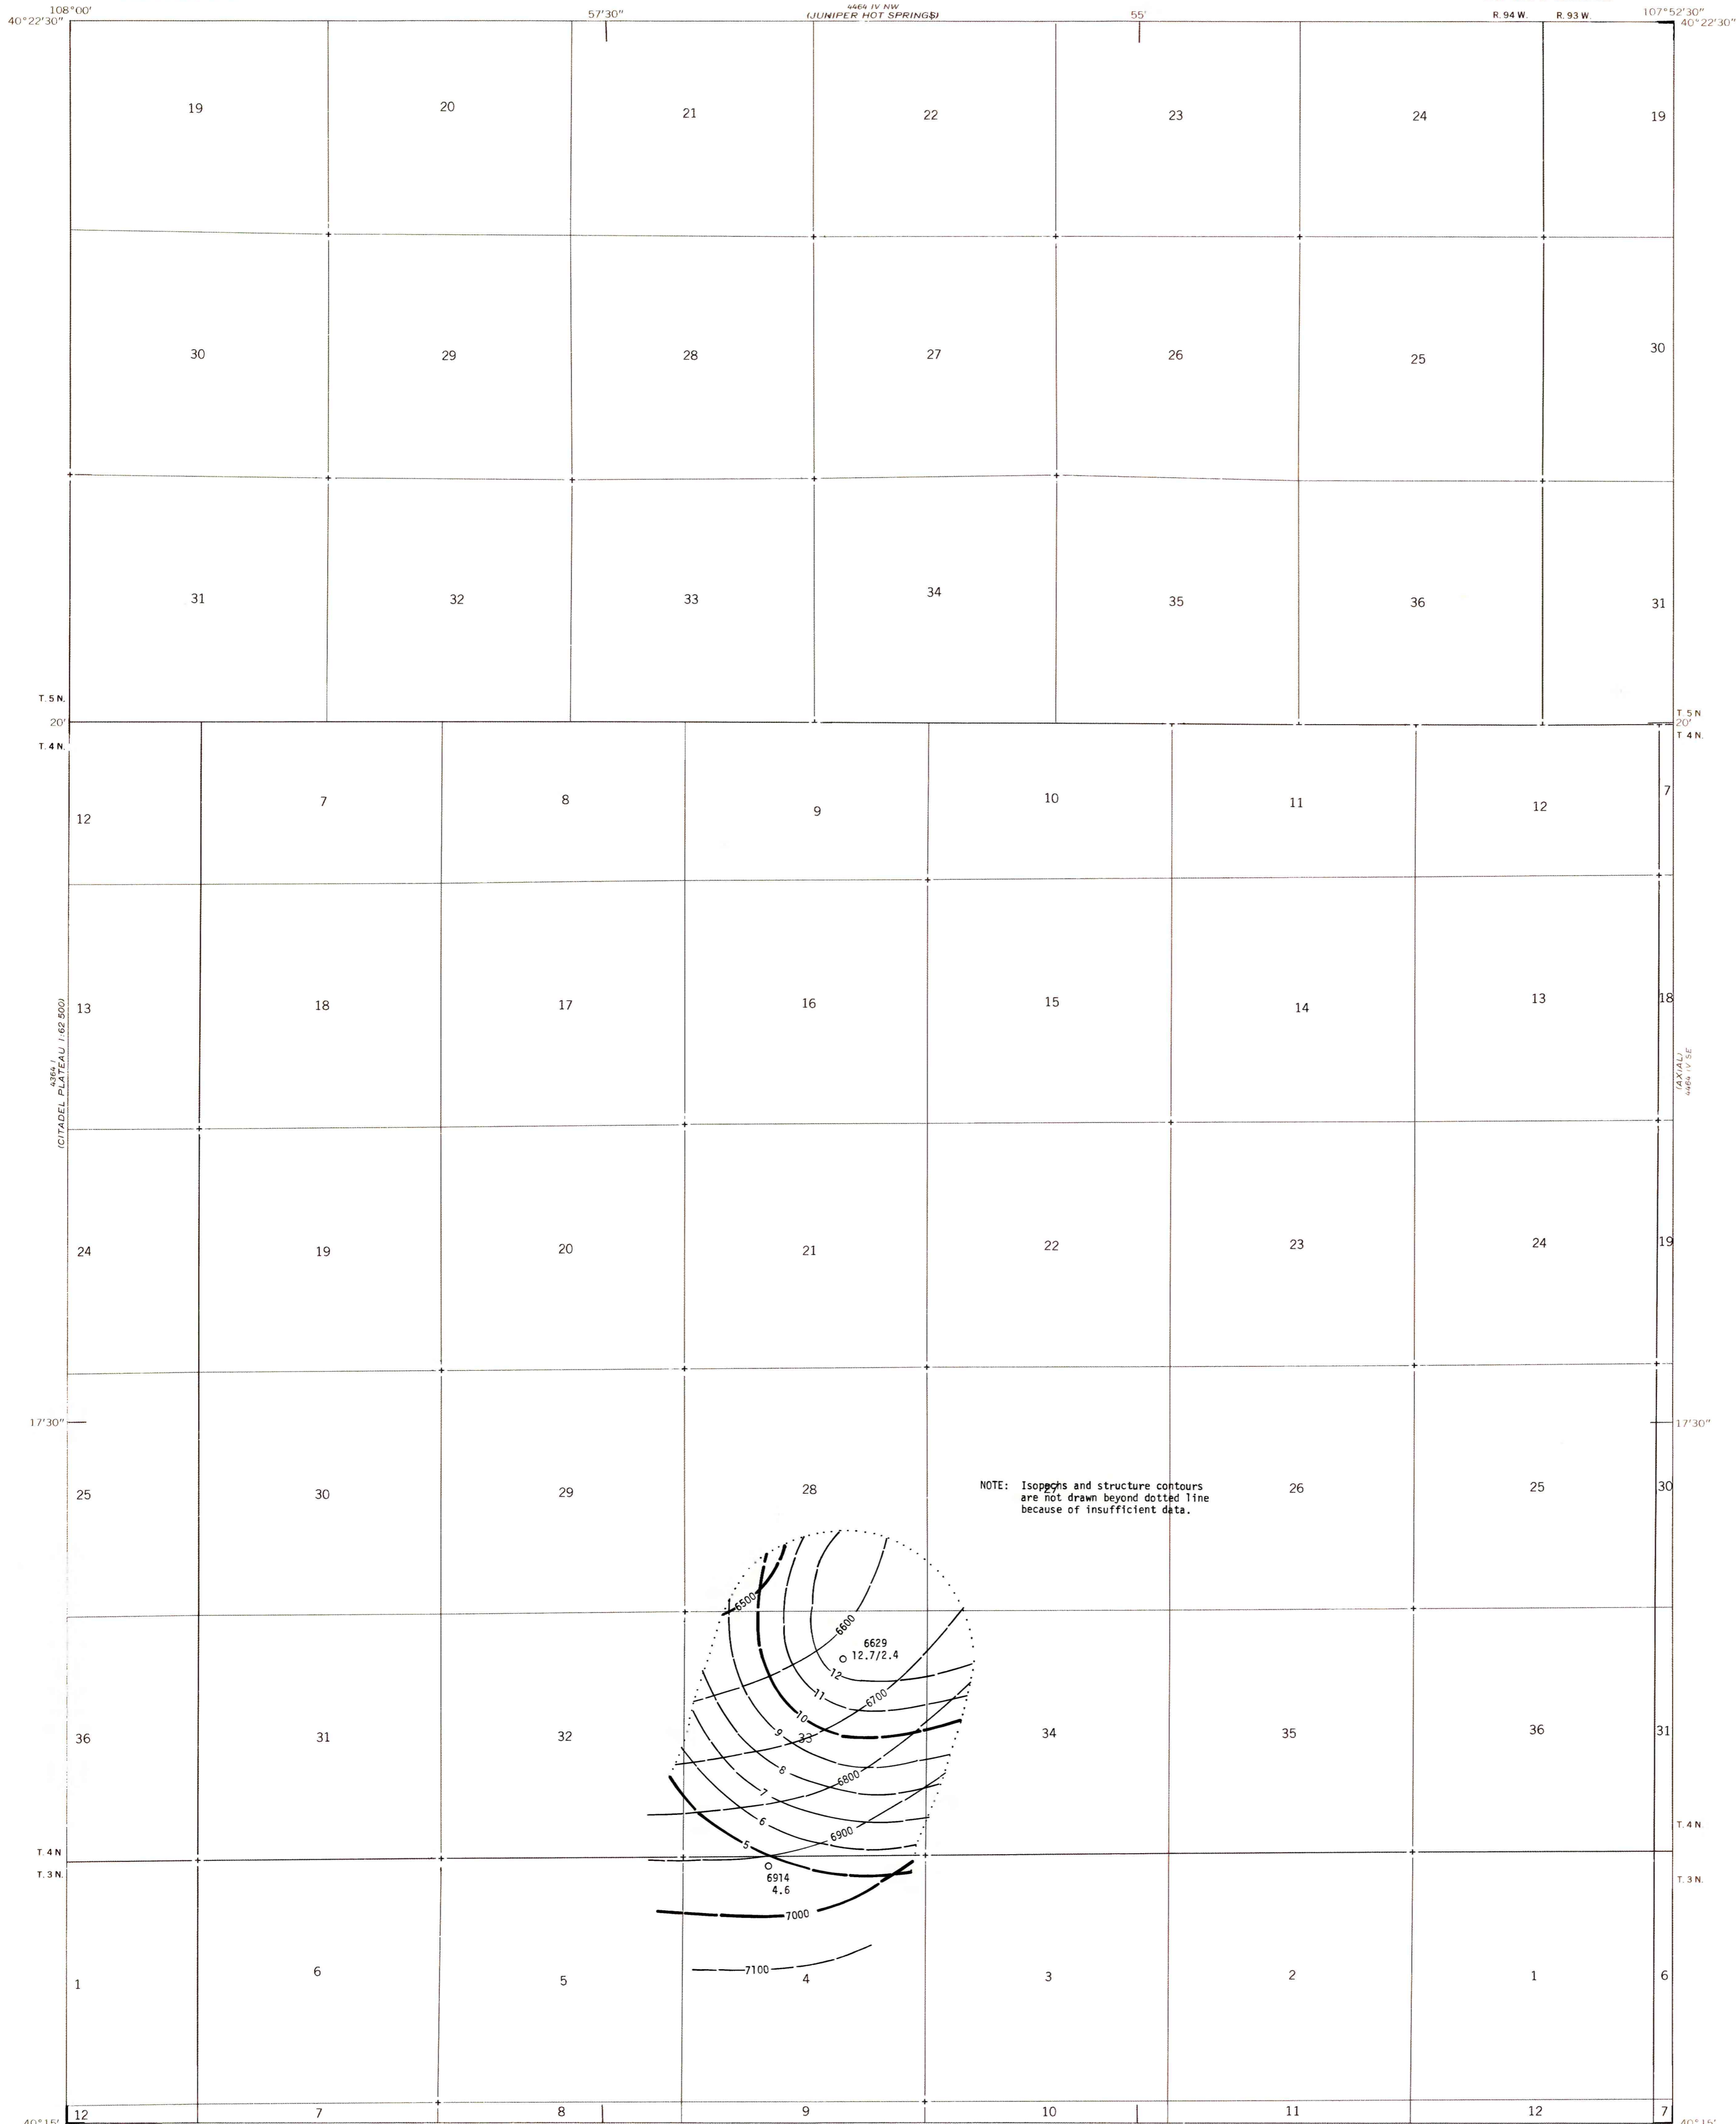 4464 IV NW
(JUNIPER HOT SPRINGS)
108°00' 57'30" 55' R. 94 W. R. 93 W. 107°52'30"
40°22'30" 40°22'30"
19 20 21 22 23 24 19
30 29 28 27 26 25 30
31 32 33 34 35 36 31
T. 5 N. T 5 N
20' 20'
T. 4 N. T 4 N.
12 7 8 9 10 11 12 7
13 18 17 16 15 14 13 18
4364 I
(CITADEL PLATEAU 1:62 500)
(AXIAL)
4464 IV SE
24 19 20 21 22 23 24 19
17'30" 17'30"
25 30 29 28 27 26 25 30
NOTE: Isopachs and structure contours
are not drawn beyond dotted line
because of insufficient data.
6500
6600
6629
12.7/2.4
12
11
6700
10
9
36 31 32 33 34 35 36 31
8
6800
7
6
6900
5
T. 4 N T. 4 N
T. 3 N. T. 3 N.
6914
4.6
7000
7100
1 6 5 4 3 2 1 6
12 7 8 9 10 11 12 7
40°15' 40°15'